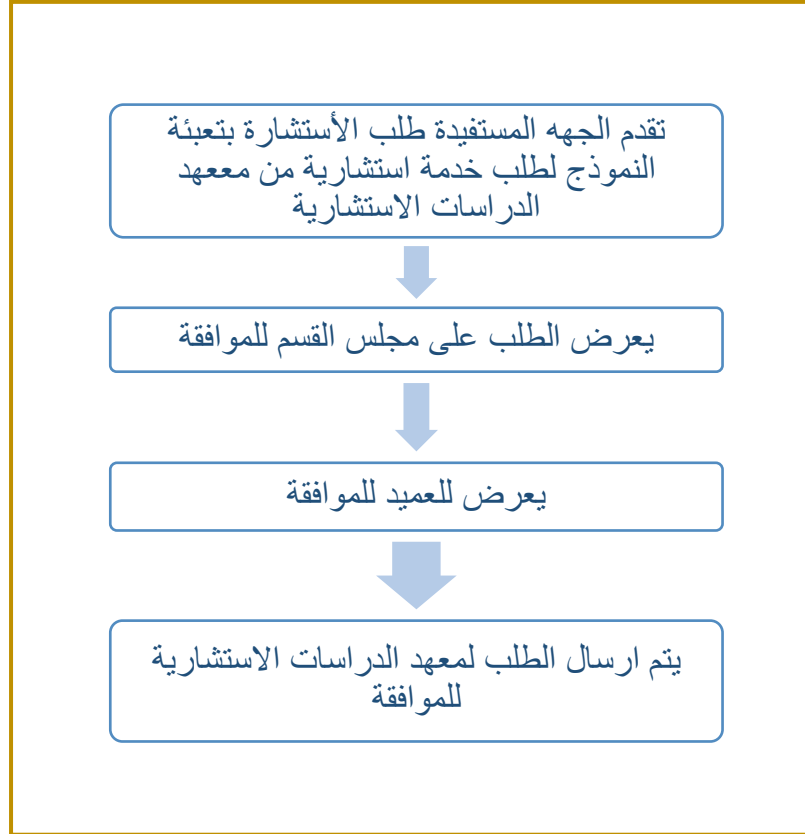 تقدم الجهه المستفيدة طلب الأستشارة بتعبئة
النموذج لطلب خدمة استشارية من مععهد
الدراسات الاستشارية
يعرض الطلب على مجلس القسم للموافقة
يعرض للعميد للموافقة
يتم ارسال الطلب لمعهد الدراسات الاستشارية
للموافقة